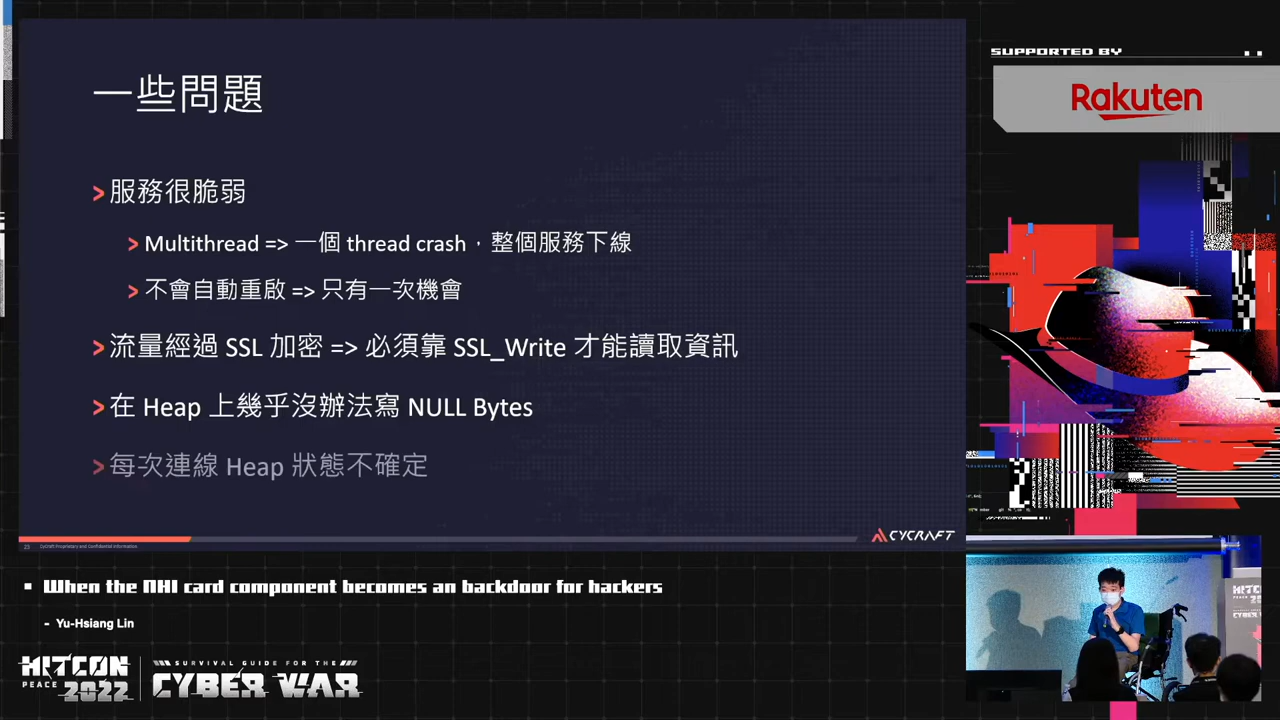 一些問題
> 服務很脆弱
> Multithread => 一個 thread crash，整個服務下線
> 不會自動重啟 => 只有一次機會
> 流量經過 SSL 加密 => 必須靠 SSL_Write 才能讀取資訊
> 在 Heap 上幾乎沒辦法寫 NULL Bytes
> 每次連線 Heap 狀態不確定
CyCraft Proprietary and Confidential Information
CYCRAFT
SUPPORTED BY
Rakuten
When the NHI card component becomes an backdoor for hackers
- Yu-Hsiang Lin
HITCON
PEACE 2022
SURVIVAL GUIDE FOR THE
CYBER WAR